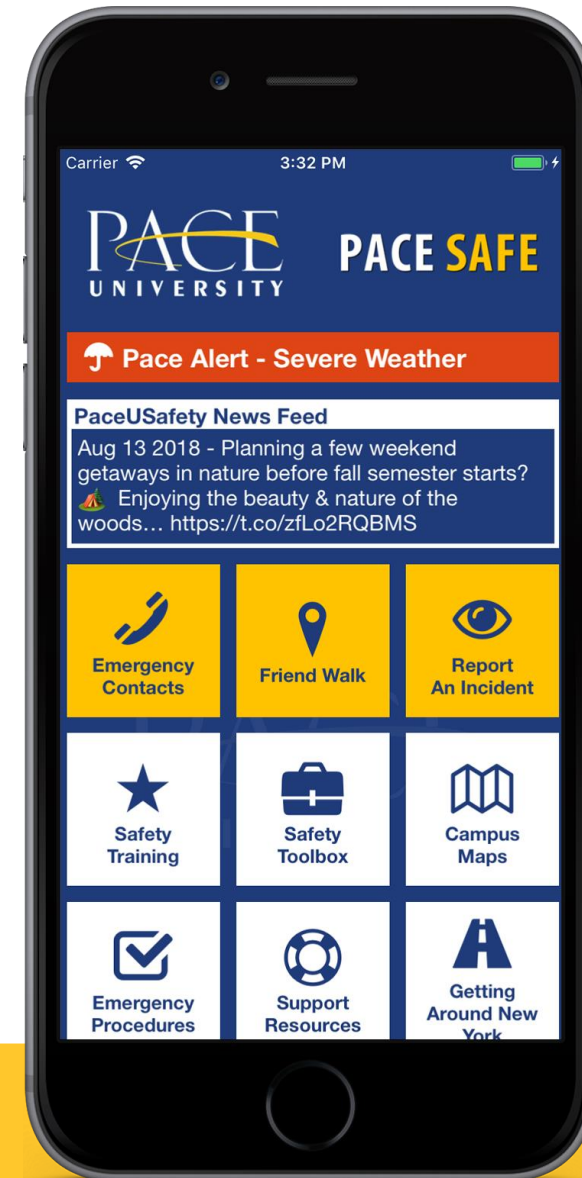 Carrier 3:32 PM
PACE
UNIVERSITY
PACE SAFE
Pace Alert - Severe Weather
PaceUSafety News Feed
Aug 13 2018 - Planning a few weekend
getaways in nature before fall semester starts?
🏕 Enjoying the beauty & nature of the
woods… https://t.co/zfLo2RQBMS
Emergency
Contacts
Friend Walk
Report
An Incident
Safety
Training
Safety
Toolbox
Campus
Maps
Emergency
Procedures
Support
Resources
Getting
Around New
York